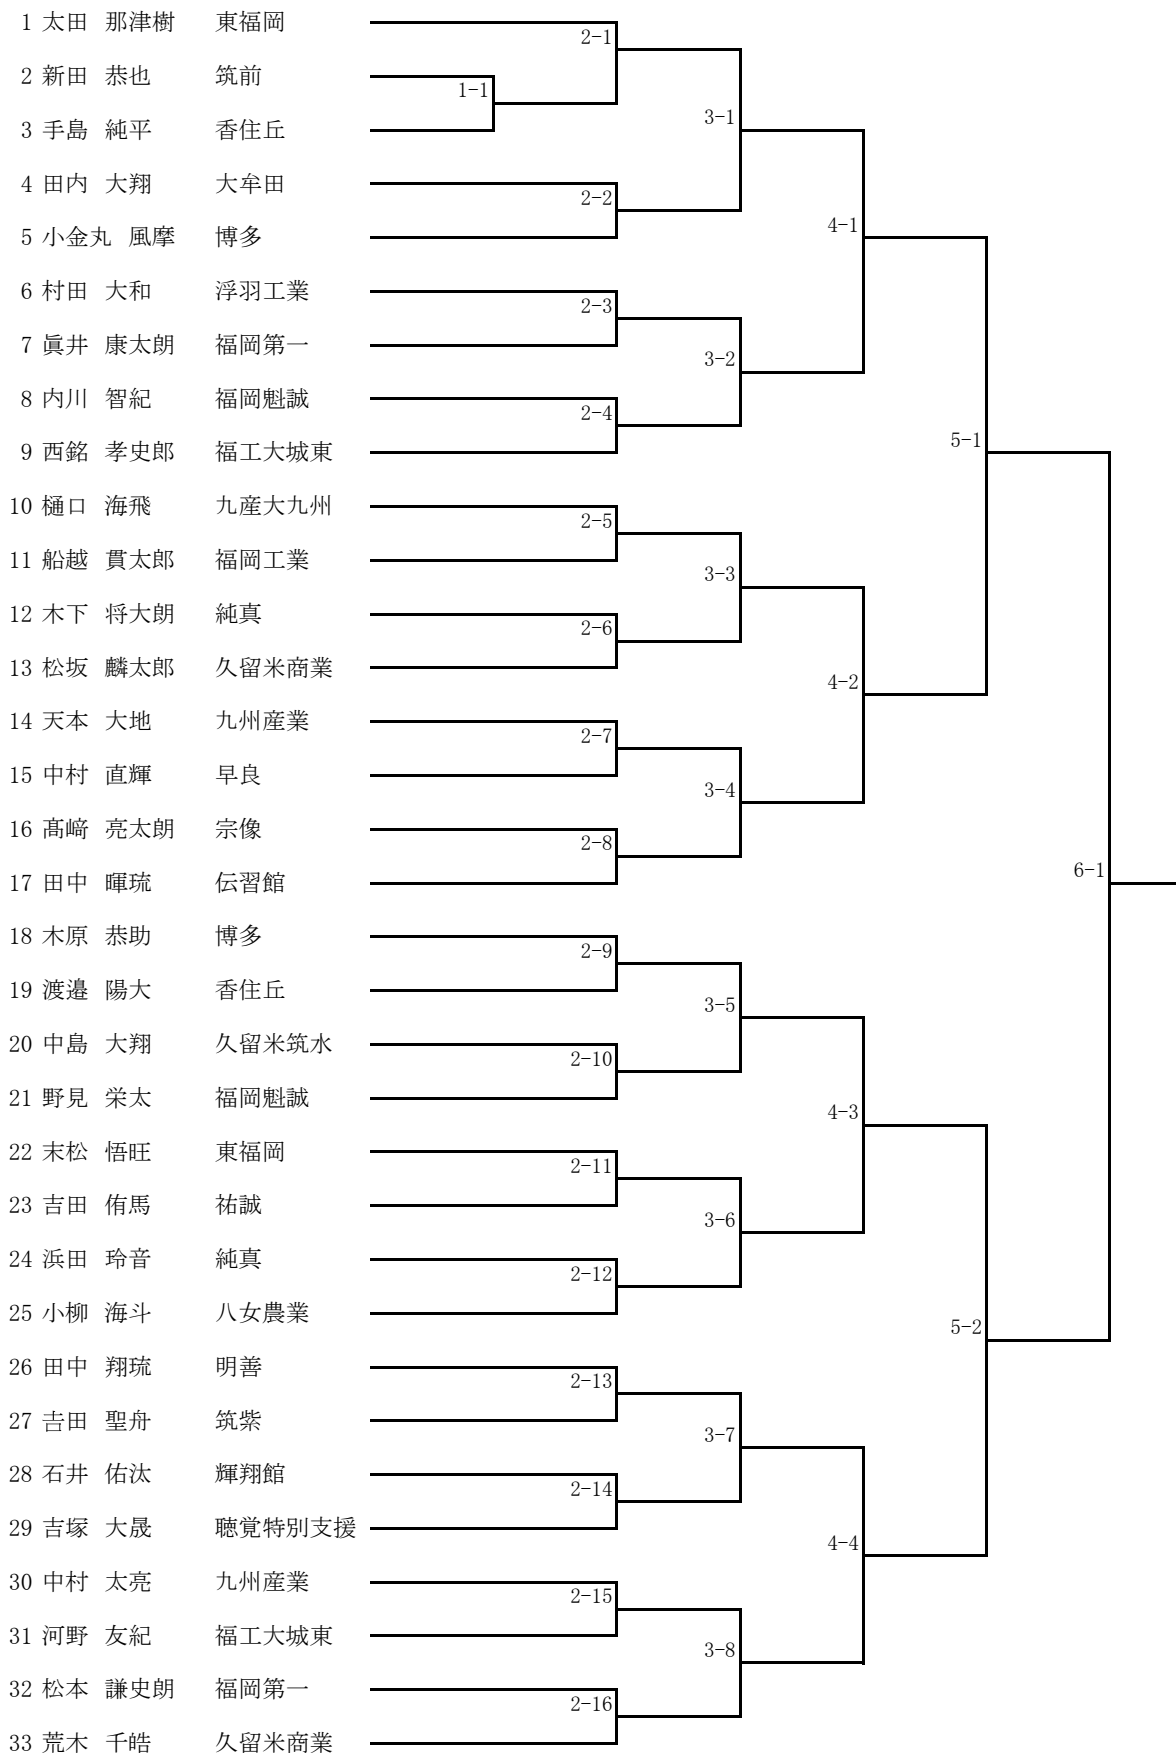 1 太田 那津樹 東福岡
2-1
2 新田 恭也 筑前
1-1
3-1
3 手島 純平 香住丘
4 田内 大翔 大牟田
2-2
4-1
5 小金丸 風摩 博多
6 村田 大和 浮羽工業
2-3
7 眞井 康太朗 福岡第一
3-2
8 内川 智紀 福岡魁誠
2-4
5-1
9 西銘 孝史郎 福工大城東
10 樋口 海飛 九産大九州
2-5
11 船越 貫太郎 福岡工業
3-3
12 木下 将大朗 純真
2-6
13 松坂 麟太郎 久留米商業
4-2
14 天本 大地 九州産業
2-7
15 中村 直輝 早良
3-4
16 髙﨑 亮太朗 宗像
2-8
6-1
17 田中 暉琉 伝習館
18 木原 恭助 博多
2-9
19 渡邉 陽大 香住丘
3-5
20 中島 大翔 久留米筑水
2-10
21 野見 栄太 福岡魁誠
4-3
22 末松 悟旺 東福岡
2-11
23 吉田 侑馬 祐誠
3-6
24 浜田 玲音 純真
2-12
25 小柳 海斗 八女農業
5-2
26 田中 翔琉 明善
2-13
27 𠮷田 聖舟 筑紫
3-7
28 石井 佑汰 輝翔館
2-14
29 吉塚 大晟 聴覚特別支援
4-4
30 中村 太亮 九州産業
2-15
31 河野 友紀 福工大城東
3-8
32 松本 謙史朗 福岡第一
2-16
33 荒木 千皓 久留米商業